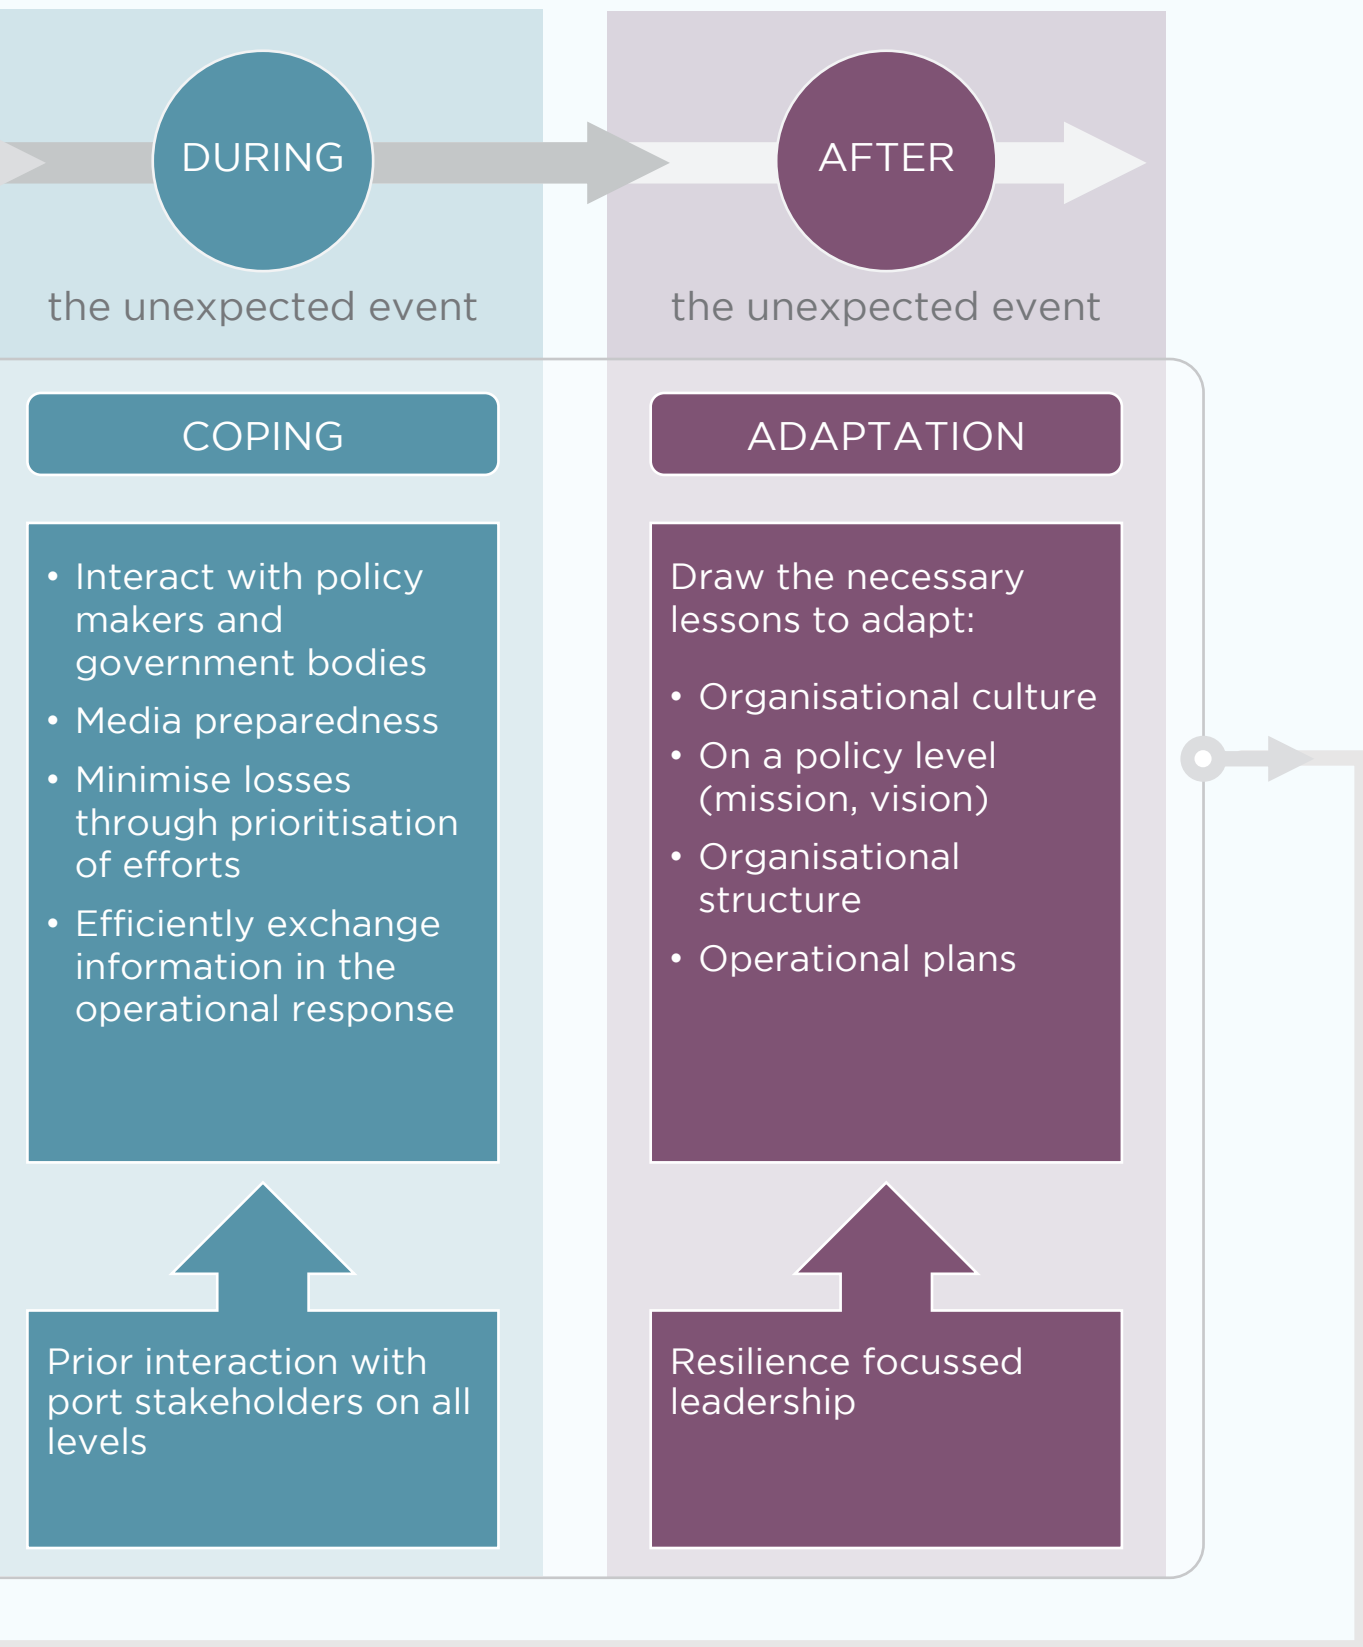 DURING
the unexpected event
COPING
• Interact with policy
makers and
government bodies
• Media preparedness
• Minimise losses
through prioritisation
of efforts
• Efficiently exchange
information in the
operational response
Prior interaction with
port stakeholders on all
levels
AFTER
the unexpected event
ADAPTATION
Draw the necessary
lessons to adapt:
• Organisational culture
• On a policy level
(mission, vision)
• Organisational
structure
• Operational plans
Resilience focussed
leadership